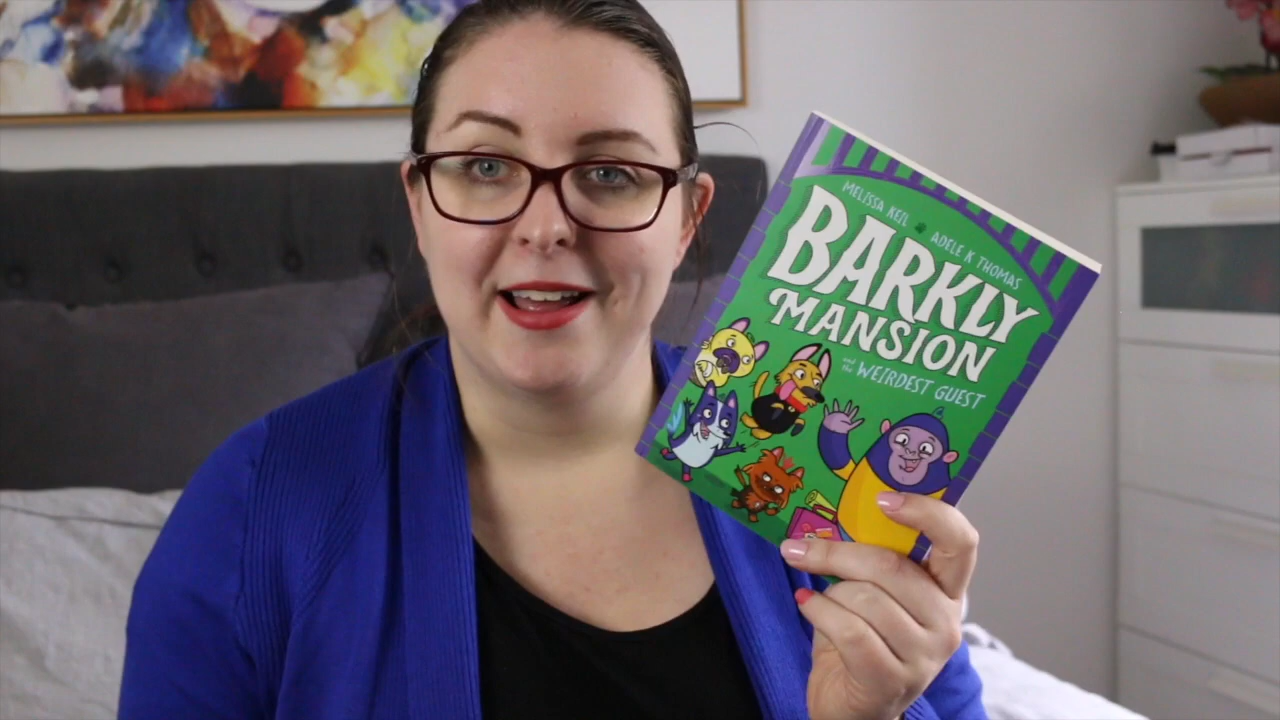 MELISSA KEIL ADELE K THOMAS
BARKLY
MANSION
and the WEIRDEST GUEST